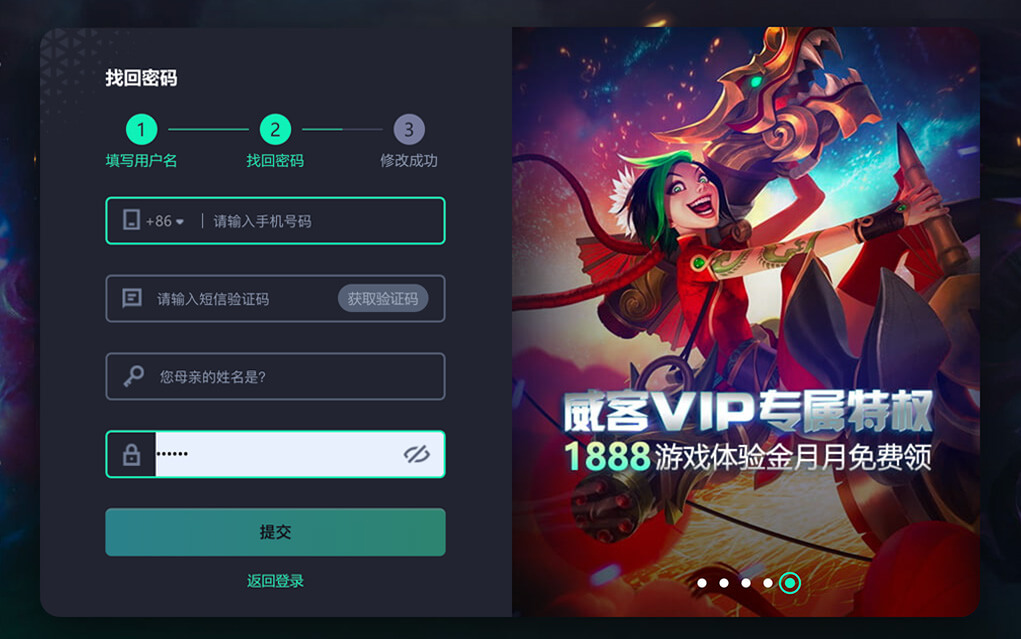 找回密码
1 2 3
填写用户名 找回密码 修改成功
+86 请输入手机号码
请输入短信验证码 获取验证码
您母亲的姓名是?
••••••
提交
返回登录
威客VIP专属特权
1888游戏体验金月月免费领